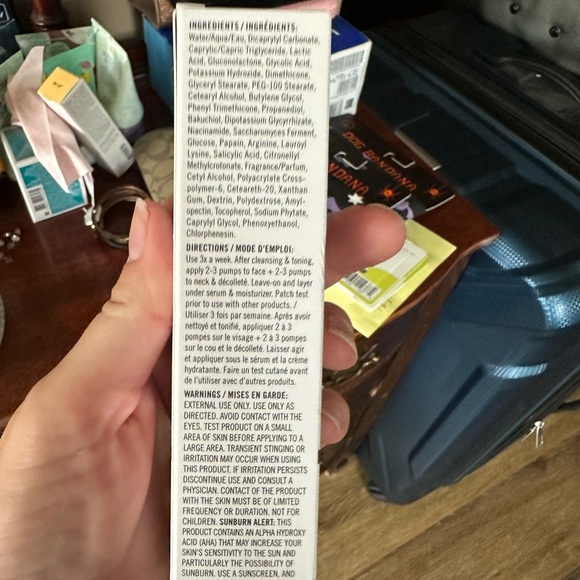 INGREDIENTS / INGRÉDIENTS:
Water/Aqua/Eau, Dicaprylyl Carbonate,
Caprylic/Capric Triglyceride, Lactic
Acid, Gluconolactone, Glycolic Acid,
Potassium Hydroxide, Dimethicone,
Glyceryl Stearate, PEG-100 Stearate,
Cetearyl Alcohol, Butylene Glycol,
Phenyl Trimethicone, Propanediol,
Bakuchiol, Dipotassium Glycyrrhizate,
Niacinamide, Saccharomyces Ferment,
Glucose, Papain, Arginine, Lauroyl
Lysine, Salicylic Acid, Citronellyl
Methylcrotonate, Fragrance/Parfum,
Cetyl Alcohol, Polyacrylate Cross-
polymer-6, Ceteareth-20, Xanthan
Gum, Dextrin, Polydextrose, Amyl-
opectin, Tocopherol, Sodium Phytate,
Caprylyl Glycol, Phenoxyethanol,
Chlorphenesin.
DIRECTIONS / MODE D'EMPLOI:
Use 3x a week. After cleansing & toning,
apply 2-3 pumps to face + 2-3 pumps
to neck & décolleté. Leave-on and layer
under serum & moisturizer. Patch test
prior to use with other products. /
Utiliser 3 fois par semaine. Après avoir
nettoyé et tonifié, appliquer 2 à 3
pompes sur le visage + 2 à 3 pompes
sur le cou et le décolleté. Laisser agir
et appliquer sous le sérum et la crème
hydratante. Faire un test cutané avant
de l'utiliser avec d'autres produits.
WARNINGS / MISES EN GARDE:
EXTERNAL USE ONLY. USE ONLY AS
DIRECTED. AVOID CONTACT WITH THE
EYES. TEST PRODUCT ON A SMALL
AREA OF SKIN BEFORE APPLYING TO A
LARGE AREA. TRANSIENT STINGING OR
IRRITATION MAY OCCUR WHEN USING
THIS PRODUCT. IF IRRITATION PERSISTS
DISCONTINUE USE AND CONSULT A
PHYSICIAN. CONTACT OF THE PRODUCT
WITH THE SKIN MUST BE OF LIMITED
FREQUENCY OR DURATION. NOT FOR
CHILDREN. SUNBURN ALERT: THIS
PRODUCT CONTAINS AN ALPHA HYDROXY
ACID (AHA) THAT MAY INCREASE YOUR
SKIN'S SENSITIVITY TO THE SUN AND
PARTICULARLY THE POSSIBILITY OF
SUNBURN. USE A SUNSCREEN, AND
DOG BANDANA
BANDANA